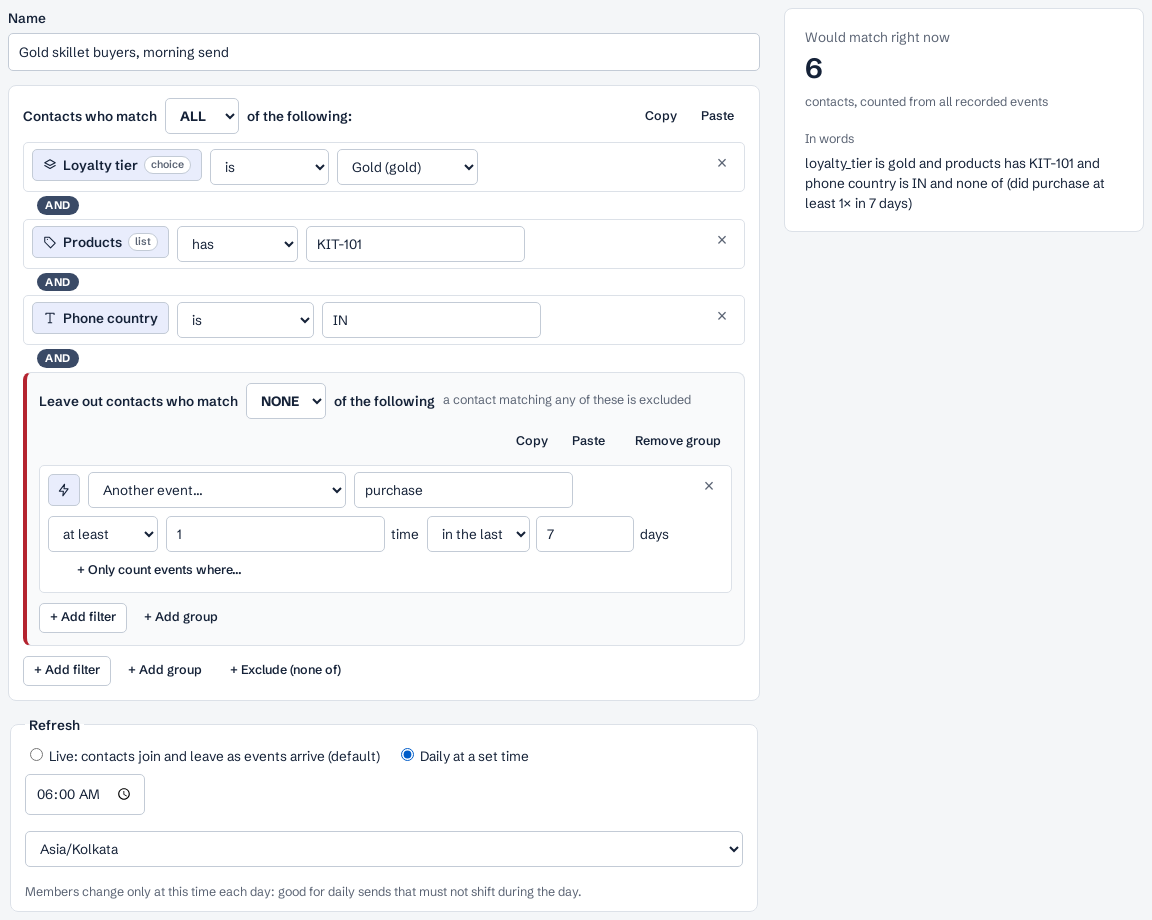 Name
Gold skillet buyers, morning send
Contacts who match ALL of the following: Copy Paste
Loyalty tier choice is Gold (gold) ×
AND
Products list has KIT-101 ×
AND
Phone country is IN ×
AND
Leave out contacts who match NONE of the following a contact matching any of these is excluded
Copy Paste Remove group
Another event... purchase ×
at least 1 time in the last 7 days
+ Only count events where...
+ Add filter + Add group
+ Add filter + Add group + Exclude (none of)
Refresh
Live: contacts join and leave as events arrive (default) Daily at a set time
06:00 AM
Asia/Kolkata
Members change only at this time each day: good for daily sends that must not shift during the day.
Would match right now
6
contacts, counted from all recorded events
In words
loyalty_tier is gold and products has KIT-101 and
phone country is IN and none of (did purchase at
least 1× in 7 days)